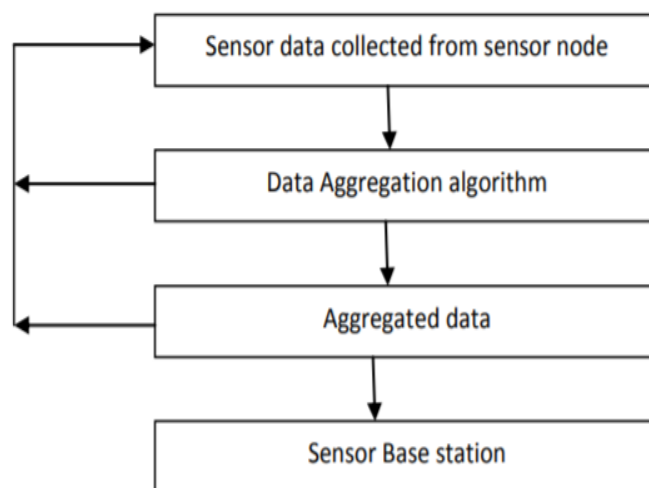 Sensor data collected from sensor node
Data Aggregation algorithm
Aggregated data
Sensor Base station